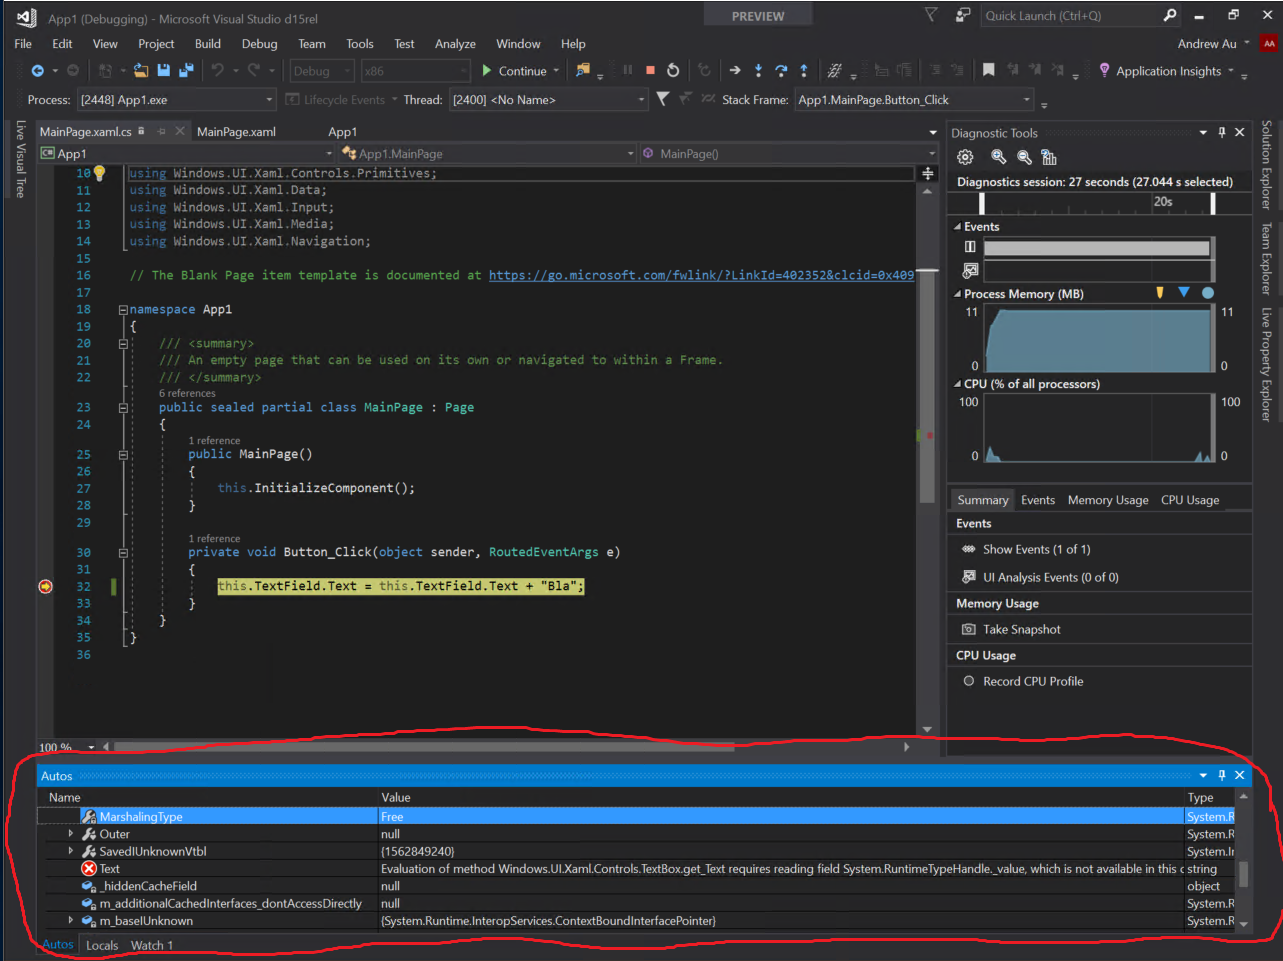 App1 (Debugging) - Microsoft Visual Studio d15rel
PREVIEW
Quick Launch (Ctrl+Q)
File Edit View Project Build Debug Team Tools Test Analyze Window Help
Andrew Au AA
Debug x86 Continue Application Insights
Process: [2448] App1.exe Lifecycle Events Thread: [2400] <No Name> Stack Frame: App1.MainPage.Button_Click
Live Visual Tree
MainPage.xaml.cs MainPage.xaml App1
App1 App1.MainPage MainPage()
10 using Windows.UI.Xaml.Controls.Primitives;
11 using Windows.UI.Xaml.Data;
12 using Windows.UI.Xaml.Input;
13 using Windows.UI.Xaml.Media;
14 using Windows.UI.Xaml.Navigation;
15
16 // The Blank Page item template is documented at https://go.microsoft.com/fwlink/?LinkId=402352&clcid=0x409
17
18 namespace App1
19 {
20 /// <summary>
21 /// An empty page that can be used on its own or navigated to within a Frame.
22 /// </summary>
6 references
23 public sealed partial class MainPage : Page
24 {
1 reference
25 public MainPage()
26 {
27 this.InitializeComponent();
28 }
29
1 reference
30 private void Button_Click(object sender, RoutedEventArgs e)
31 {
32 this.TextField.Text = this.TextField.Text + "Bla";
33 }
34 }
35 }
36
100 %
Diagnostic Tools
Diagnostics session: 27 seconds (27.044 s selected)
20s
Events
Process Memory (MB)
11 11
0 0
CPU (% of all processors)
100 100
0 0
Summary Events Memory Usage CPU Usage
Events
Show Events (1 of 1)
UI Analysis Events (0 of 0)
Memory Usage
Take Snapshot
CPU Usage
Record CPU Profile
Solution Explorer
Team Explorer
Live Property Explorer
Autos
Name Value Type
MarshalingType Free System.R
Outer null System.R
SavedIUnknownVtbl {1562849240} System.In
Text Evaluation of method Windows.UI.Xaml.Controls.TextBox.get_Text requires reading field System.RuntimeTypeHandle._value, which is not available in this c string
_hiddenCacheField null object
m_additionalCachedInterfaces_dontAccessDirectly null System.R
m_baseIUnknown {System.Runtime.InteropServices.ContextBoundInterfacePointer} System.R
Autos Locals Watch 1